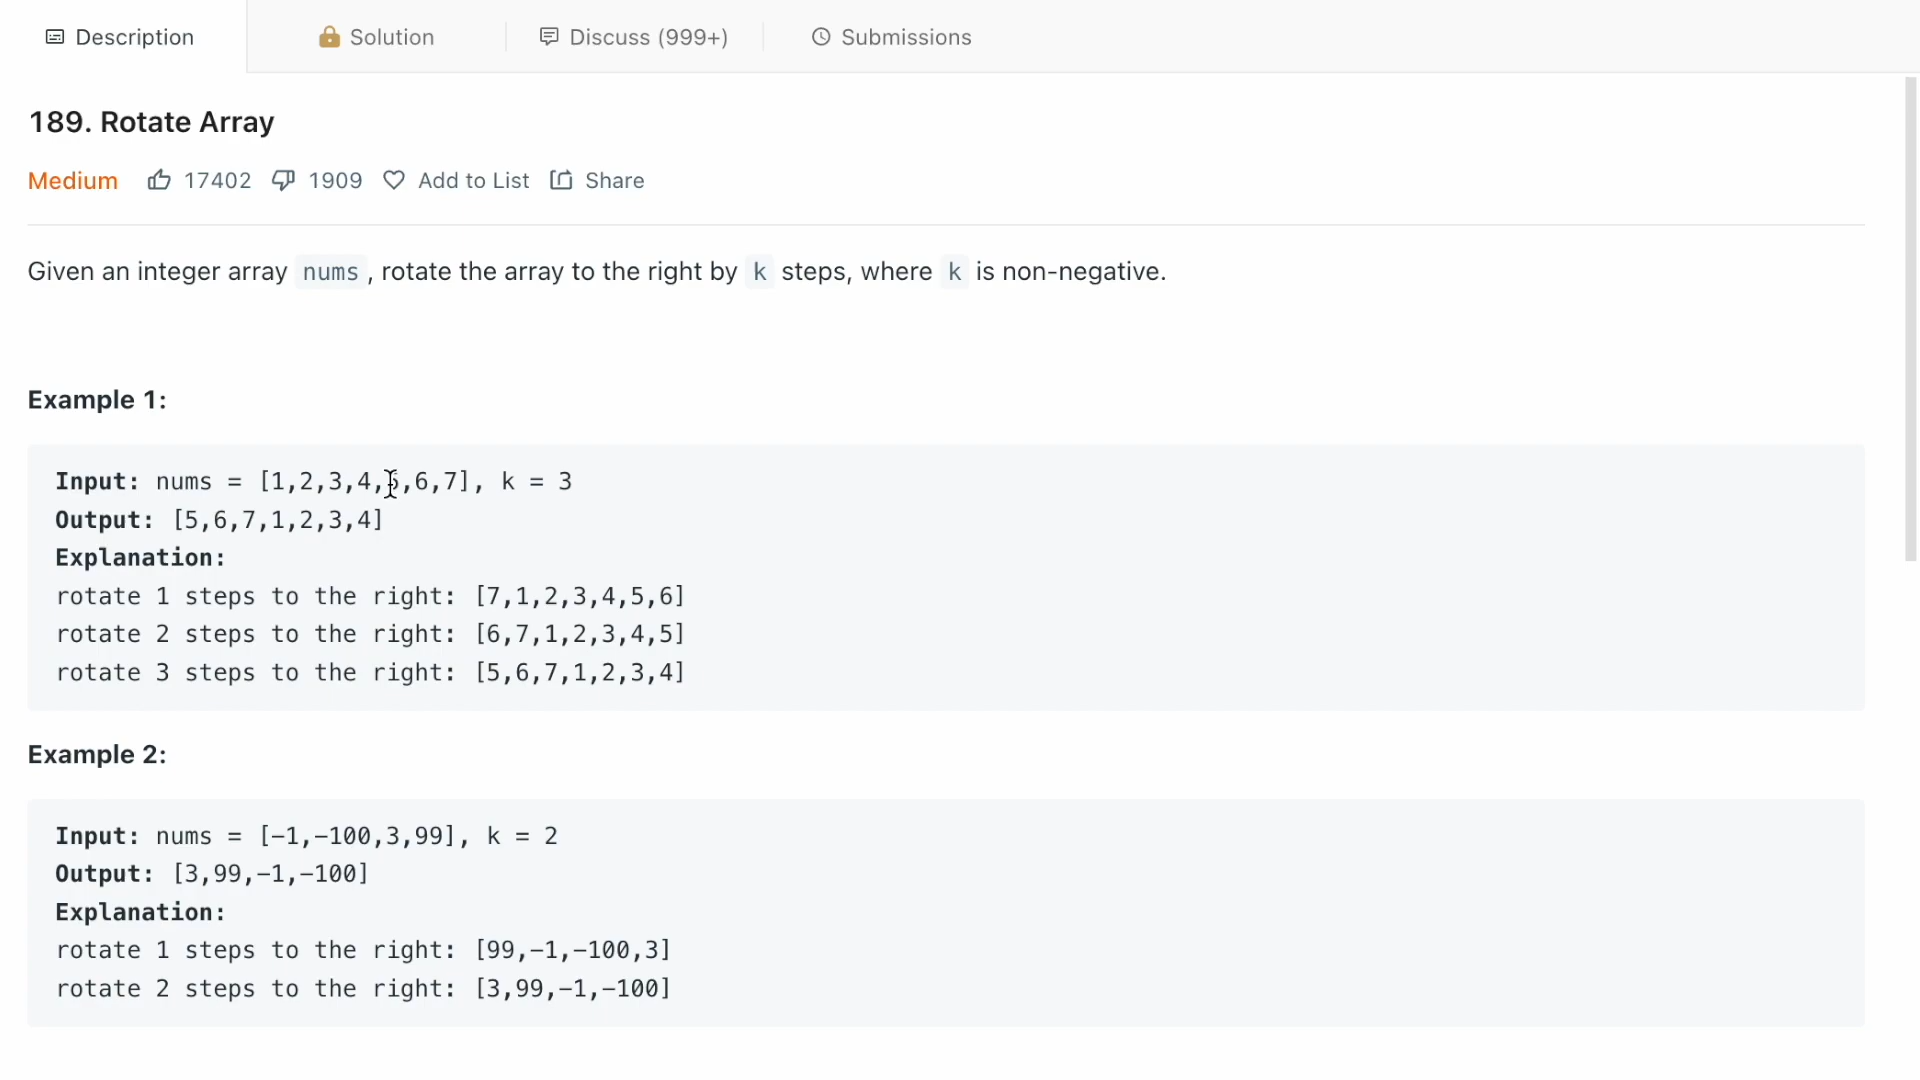 Description Solution Discuss (999+) Submissions
189. Rotate Array
Medium 17402 1909 Add to List Share
Given an integer array nums, rotate the array to the right by k steps, where k is non-negative.
Example 1:
Input: nums = [1,2,3,4,5,6,7], k = 3
Output: [5,6,7,1,2,3,4]
Explanation:
rotate 1 steps to the right: [7,1,2,3,4,5,6]
rotate 2 steps to the right: [6,7,1,2,3,4,5]
rotate 3 steps to the right: [5,6,7,1,2,3,4]
Example 2:
Input: nums = [-1,-100,3,99], k = 2
Output: [3,99,-1,-100]
Explanation:
rotate 1 steps to the right: [99,-1,-100,3]
rotate 2 steps to the right: [3,99,-1,-100]